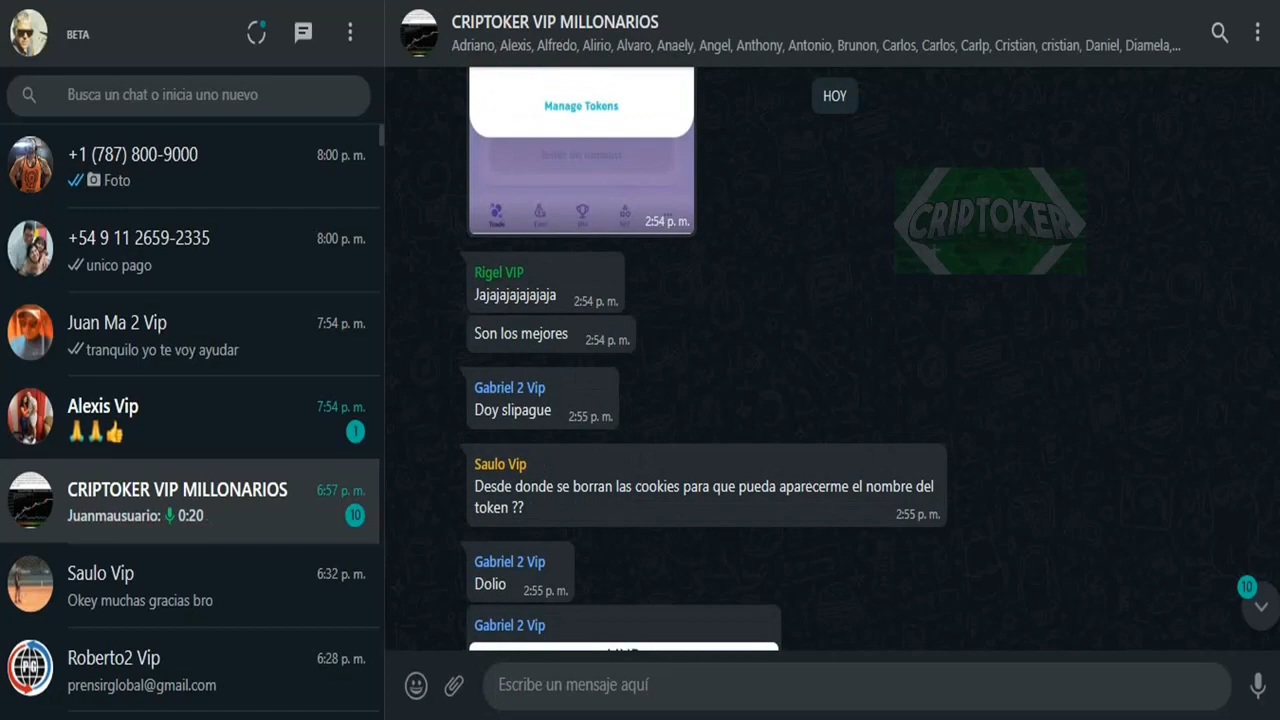 BETA
Busca un chat o inicia uno nuevo
+1 (787) 800-9000
8:00 p. m.
Foto
+54 9 11 2659-2335
8:00 p. m.
unico pago
Juan Ma 2 Vip
7:54 p. m.
tranquilo yo te voy ayudar
Alexis Vip
7:54 p. m.
1
CRIPTOKER VIP MILLONARIOS
6:57 p. m.
Juanmausuario: 0:20
10
Saulo Vip
6:32 p. m.
Okey muchas gracias bro
Roberto2 Vip
6:28 p. m.
prensirglobal@gmail.com
CRIPTOKER VIP MILLONARIOS
Adriano, Alexis, Alfredo, Alirio, Alvaro, Anaely, Angel, Anthony, Antonio, Brunon, Carlos, Carlos, Carlp, Cristian, cristian, Daniel, Diamela,...
HOY
Manage Tokens
Trade
2:54 p. m.
CRIPTOKER
Rigel VIP
Jajajajajajaja
2:54 p. m.
Son los mejores
2:54 p. m.
Gabriel 2 Vip
Doy slipague
2:55 p. m.
Saulo Vip
Desde donde se borran las cookies para que pueda aparecerme el nombre del
token ??
2:55 p. m.
Gabriel 2 Vip
Dolio
2:55 p. m.
Gabriel 2 Vip
10
Escribe un mensaje aquí